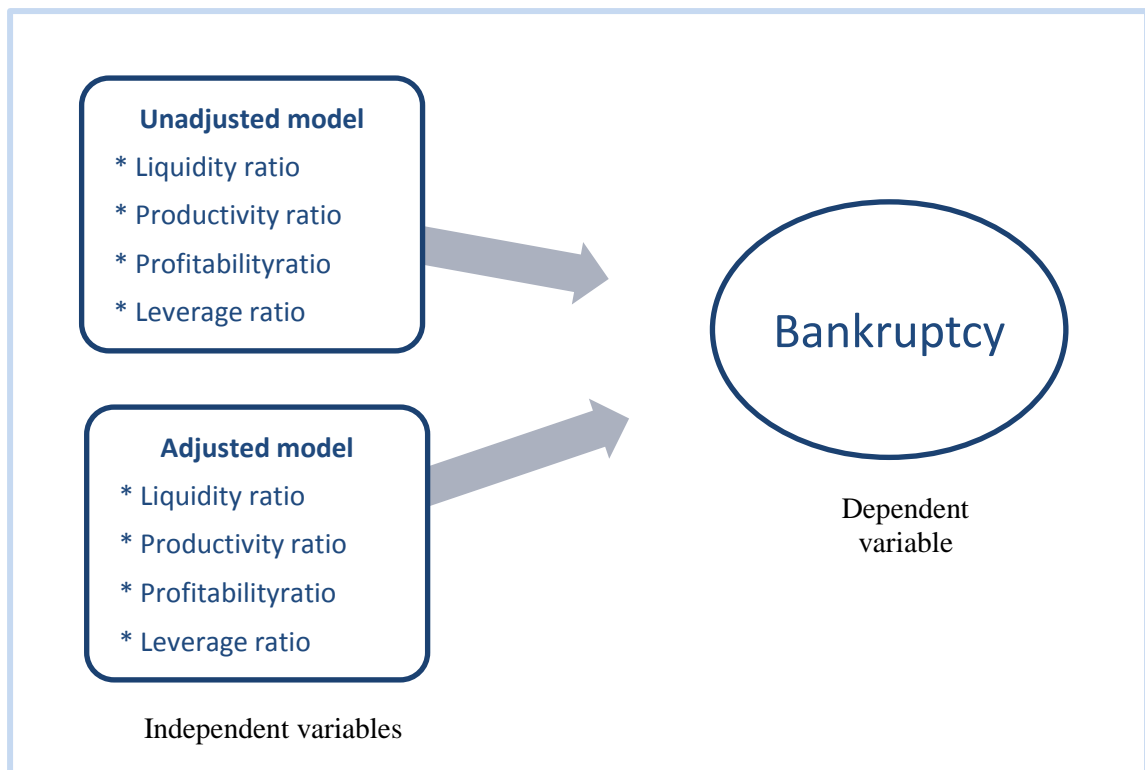 Unadjusted model
* Liquidity ratio
* Productivity ratio
* Profitabilityratio
* Leverage ratio
Adjusted model
* Liquidity ratio
* Productivity ratio
* Profitabilityratio
* Leverage ratio
Independent variables
Bankruptcy
Dependent
variable